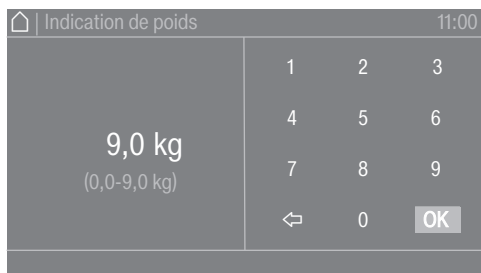 | Indication de poids 11:00
1 2 3
4 5 6
9,0 kg
(0,0-9,0 kg)
7 8 9
0 OK